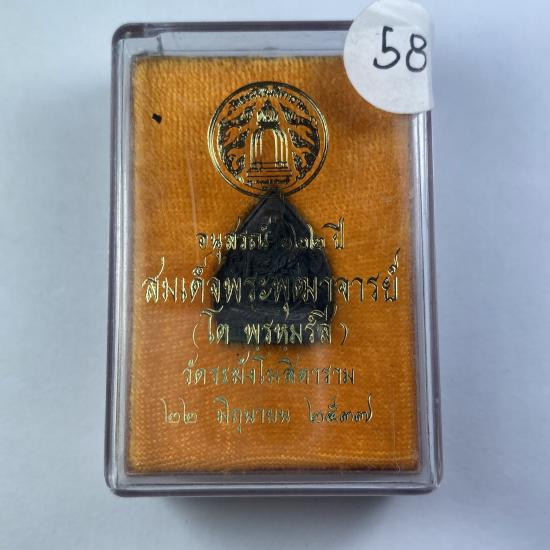 58
อนุสรณ์ ๑๒๒ ปี
สมเด็จพระพุฒาจารย์
(โต พฺรหฺมรํสี)
วัดระฆังโฆสิตาราม
๒๒ มิถุนายน ๒๕๓๗